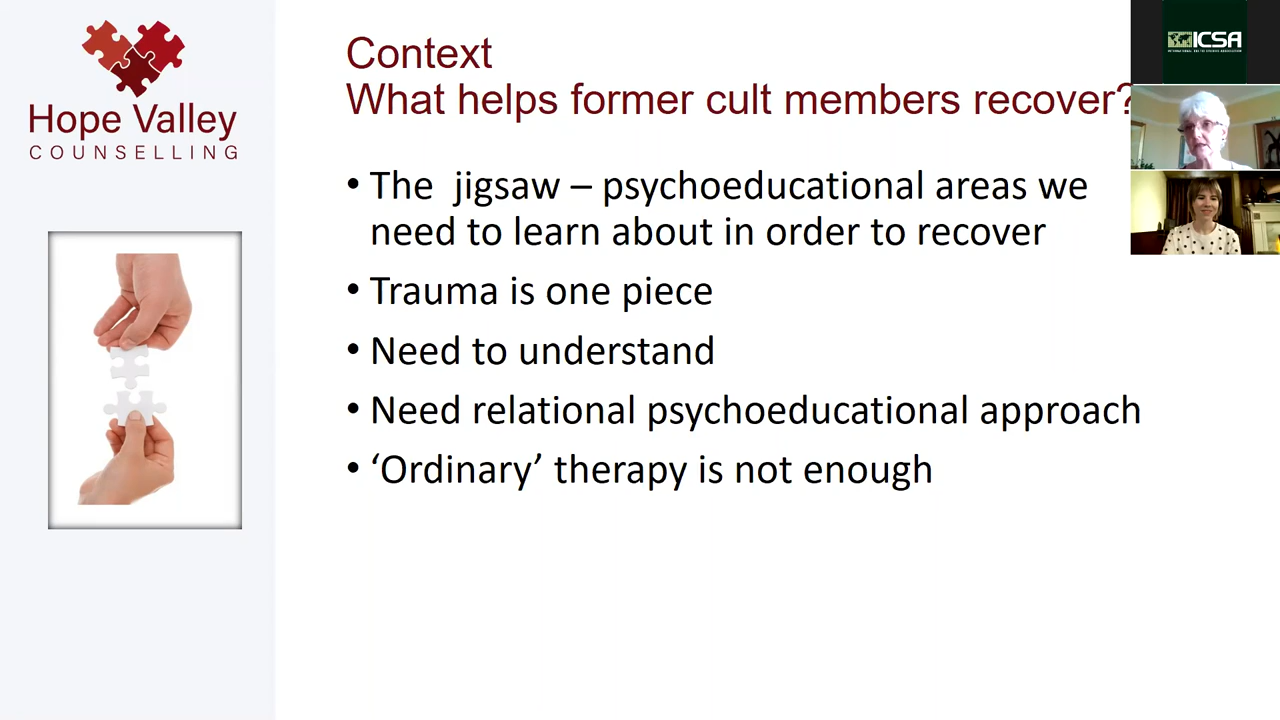 Hope Valley
COUNSELLING
Context
What helps former cult members recover?
• The jigsaw – psychoeducational areas we
need to learn about in order to recover
• Trauma is one piece
• Need to understand
• Need relational psychoeducational approach
• ‘Ordinary’ therapy is not enough
ICSA